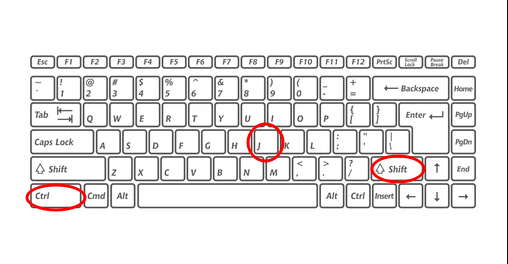 Esc F1 F2 F3 F4 F5 F6 F7 F8 F9 F10 F11 F12 PrtSc Scroll Lock Pause Break Del
~ ` ! 1 @ 2 # 3 $ 4 % 5 ^ 6 & 7 * 8 ) 9 ( 0 _ - + = ← Backspace Home
Tab Q W E R T Y U I O P { [ } ] Enter PgUp
Caps Lock A S D F G H J K L : ; " ' | \ PgDn
Shift Z X C V B N M < , > . ? / Shift ↑ End
Ctrl Cmd Alt Alt Ctrl Insert ← ↓ →